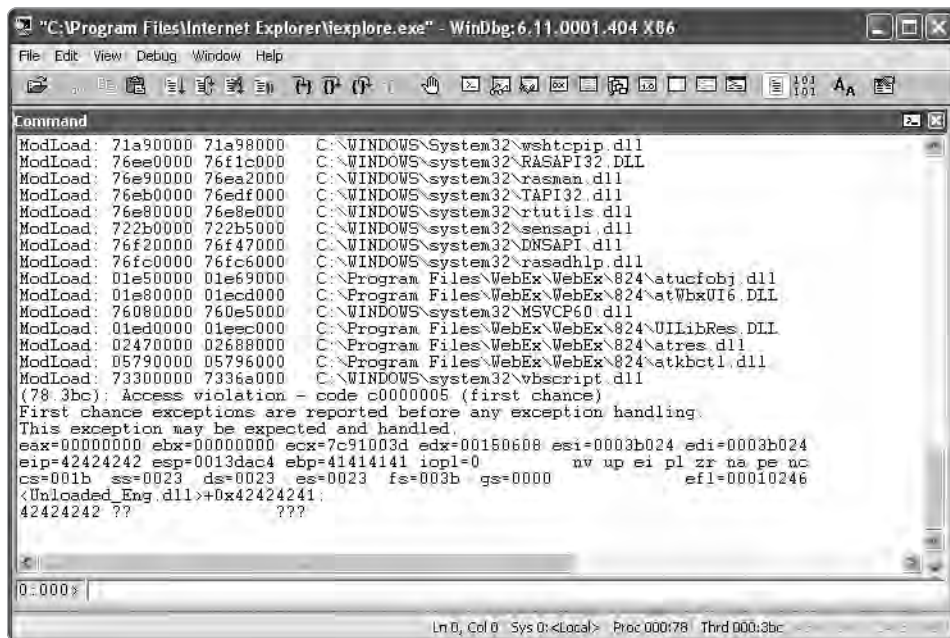 "C:\Program Files\Internet Explorer\iexplore.exe" - WinDbg:6.11.0001.404 X86
File Edit View Debug Window Help
Command
ModLoad: 71a90000 71a98000 C:\WINDOWS\System32\wshtcpip.dll
ModLoad: 76ee0000 76f1c000 C:\WINDOWS\system32\RASAPI32.DLL
ModLoad: 76e90000 76ea2000 C:\WINDOWS\system32\rasman.dll
ModLoad: 76eb0000 76edf000 C:\WINDOWS\system32\TAPI32.dll
ModLoad: 76e80000 76e8e000 C:\WINDOWS\system32\rtutils.dll
ModLoad: 722b0000 722b5000 C:\WINDOWS\system32\sensapi.dll
ModLoad: 76f20000 76f47000 C:\WINDOWS\system32\DNSAPI.dll
ModLoad: 76fc0000 76fc6000 C:\WINDOWS\system32\rasadhlp.dll
ModLoad: 01e50000 01e69000 C:\Program Files\WebEx\WebEx\824\atucfobj.dll
ModLoad: 01e80000 01ecd000 C:\Program Files\WebEx\WebEx\824\atWbxUI6.DLL
ModLoad: 76080000 760e5000 C:\WINDOWS\system32\MSVCP60.dll
ModLoad: 01ed0000 01eec000 C:\Program Files\WebEx\WebEx\824\UILibRes.DLL
ModLoad: 02470000 02688000 C:\Program Files\WebEx\WebEx\824\atres.dll
ModLoad: 05790000 05796000 C:\Program Files\WebEx\WebEx\824\atkbctl.dll
ModLoad: 73300000 7336a000 C:\WINDOWS\system32\vbscript.dll
(78.3bc): Access violation - code c0000005 (first chance)
First chance exceptions are reported before any exception handling.
This exception may be expected and handled.
eax=00000000 ebx=00000000 ecx=7c91003d edx=00150608 esi=0003b024 edi=0003b024
eip=42424242 esp=0013dac4 ebp=41414141 iopl=0 nv up ei pl zr na pe nc
cs=001b ss=0023 ds=0023 es=0023 fs=003b gs=0000 efl=00010246
<Unloaded_Eng.dll>+0x42424241:
42424242 ?? ???
0:000>
Ln 0, Col 0 Sys 0:<Local> Proc 000:78 Thrd 000:3bc